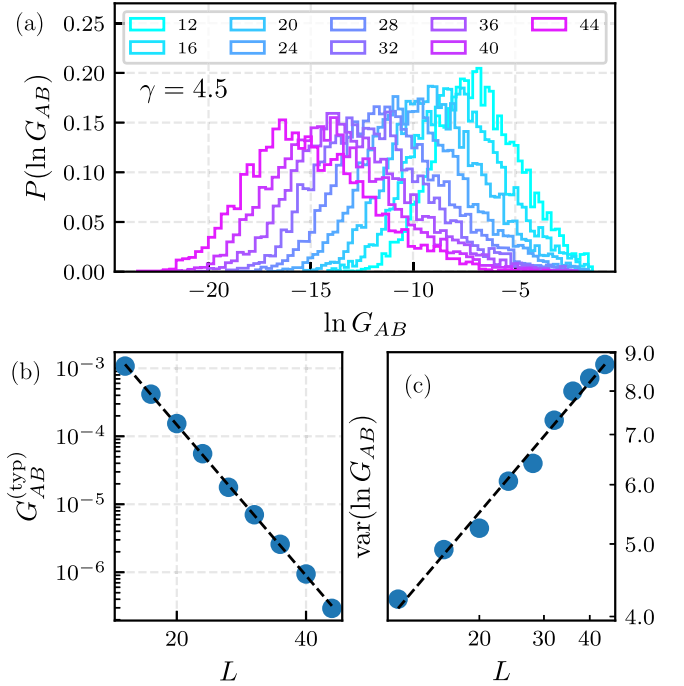 (a)
12 20 28 36 44
16 24 32 40
γ = 4.5
P(ln G_AB)
0.25
0.20
0.15
0.10
0.05
0.00
−20 −15 −10 −5
ln G_AB
(b)
G_AB^(typ)
10^−3
10^−4
10^−5
10^−6
20 40
L
(c)
var(ln G_AB)
9.0
8.0
7.0
6.0
5.0
4.0
20 30 40
L